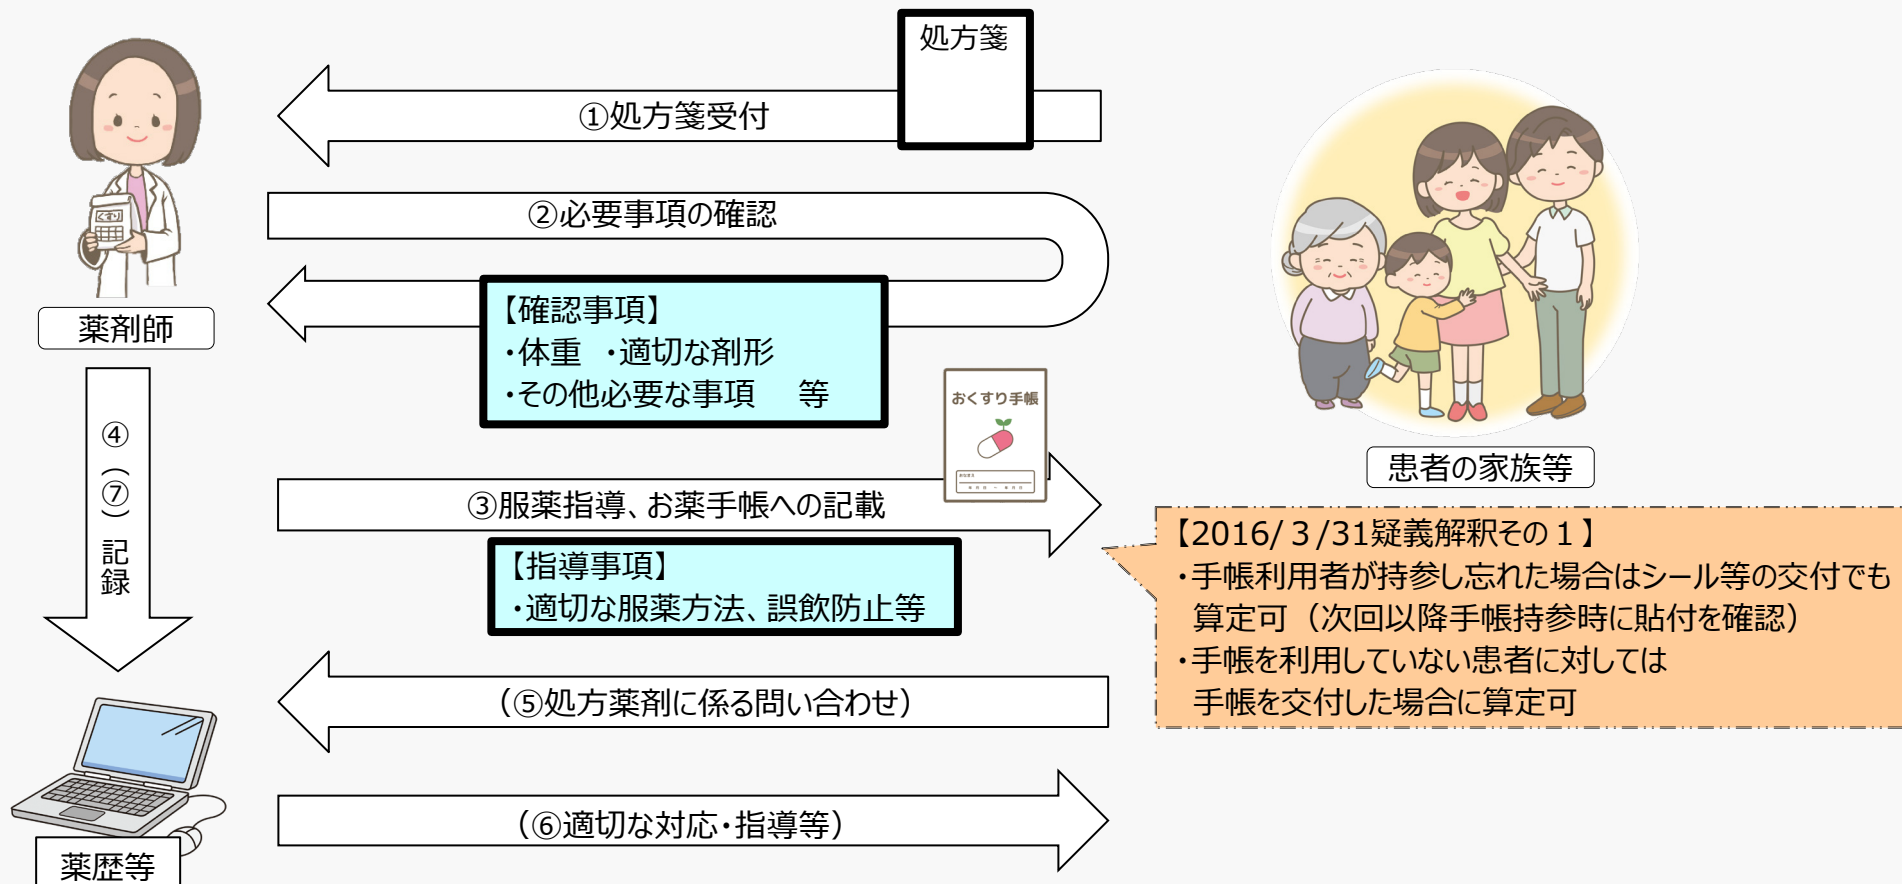 処方箋
①処方箋受付
②必要事項の確認
薬剤師
【確認事項】
・体重　・適切な剤形
・その他必要な事項　　等
くすり
おくすり手帳
患者の家族等
④（⑦）記録
③服薬指導、お薬手帳への記載
【指導事項】
・適切な服薬方法、誤飲防止等
【2016/３/31疑義解釈その１】
・手帳利用者が持参し忘れた場合はシール等の交付でも
算定可（次回以降手帳持参時に貼付を確認）
・手帳を利用していない患者に対しては
手帳を交付した場合に算定可
（⑤処方薬剤に係る問い合わせ）
（⑥適切な対応・指導等）
薬歴等